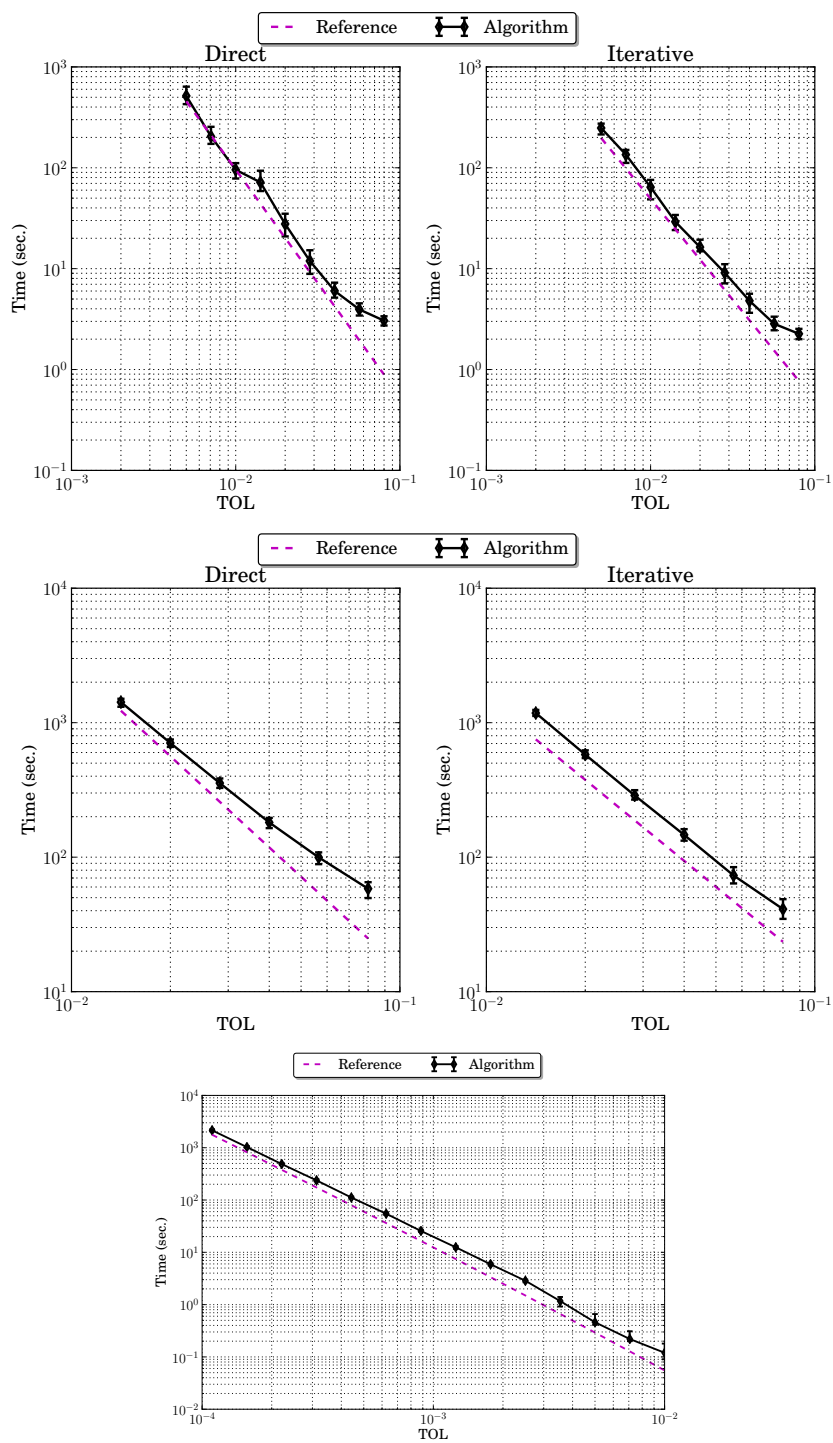 Reference Algorithm
Direct Iterative
10^3 10^3
10^2 10^2
10^1 10^1
10^0 10^0
10^-1 10^-1
Time (sec.) Time (sec.)
10^-3 10^-2 10^-1 10^-3 10^-2 10^-1
TOL TOL
Reference Algorithm
Direct Iterative
10^4 10^4
10^3 10^3
10^2 10^2
10^1 10^1
Time (sec.) Time (sec.)
10^-2 10^-1 10^-2 10^-1
TOL TOL
Reference Algorithm
10^4
10^3
10^2
10^1
10^0
10^-1
10^-2
Time (sec.)
10^-4 10^-3 10^-2
TOL